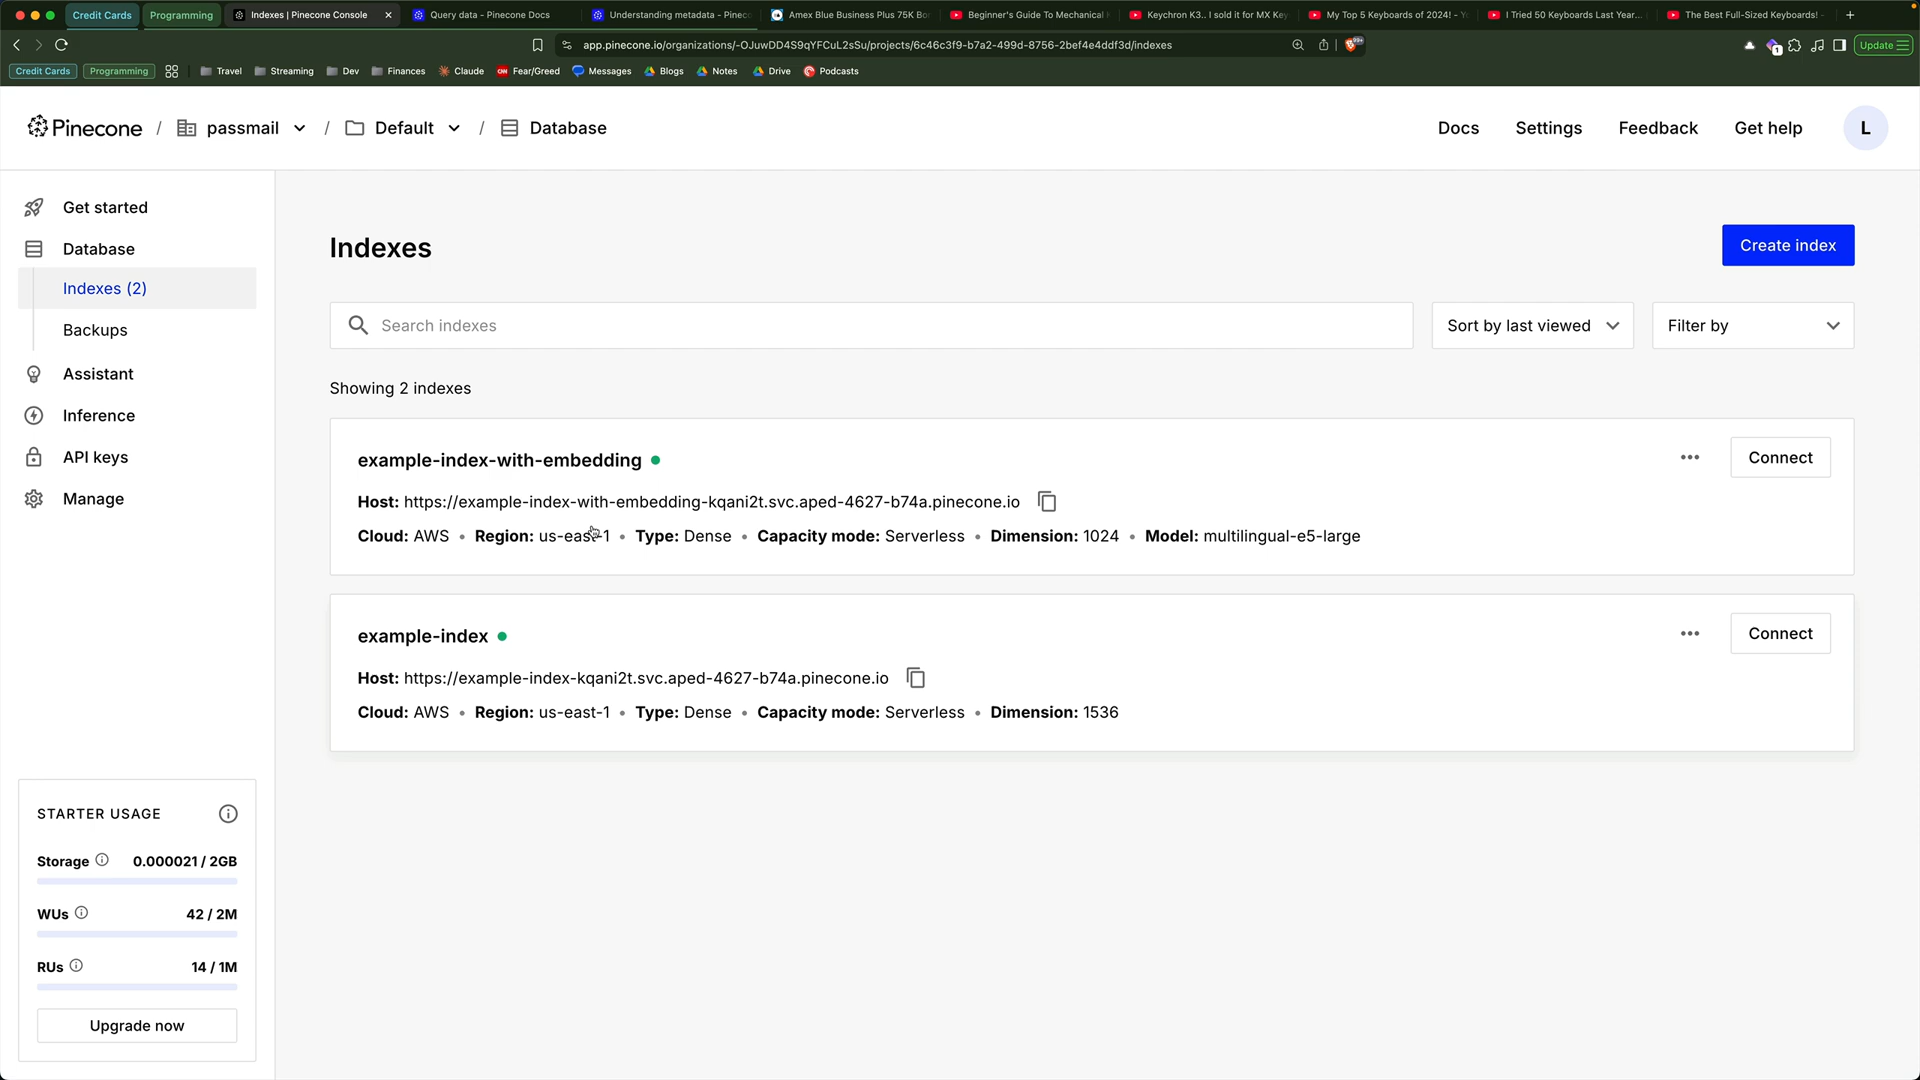 Credit Cards
Programming
Indexes | Pinecone Console
Query data - Pinecone Docs
Understanding metadata - Pinec
Amex Blue Business Plus 75K Bo
Beginner's Guide To Mechanical
Keychron K3.. I sold it for MX Key
My Top 5 Keyboards of 2024! - Y
I Tried 50 Keyboards Last Year...
The Best Full-Sized Keyboards! -
app.pinecone.io/organizations/-OJuwDD4S9qYFCuL2sSu/projects/6c46c3f9-b7a2-499d-8756-2bef4e4ddf3d/indexes
99+
1
Update
Credit Cards
Programming
Travel
Streaming
Dev
Finances
Claude
Fear/Greed
Messages
Blogs
Notes
Drive
Podcasts
Pinecone / passmail / Default / Database
Docs
Settings
Feedback
Get help
L
Get started
Database
Indexes (2)
Backups
Assistant
Inference
API keys
Manage
Indexes
Create index
Search indexes
Sort by last viewed
Filter by
Showing 2 indexes
example-index-with-embedding
Connect
Host: https://example-index-with-embedding-kqani2t.svc.aped-4627-b74a.pinecone.io
Cloud: AWS • Region: us-east-1 • Type: Dense • Capacity mode: Serverless • Dimension: 1024 • Model: multilingual-e5-large
example-index
Connect
Host: https://example-index-kqani2t.svc.aped-4627-b74a.pinecone.io
Cloud: AWS • Region: us-east-1 • Type: Dense • Capacity mode: Serverless • Dimension: 1536
STARTER USAGE
Storage 0.000021 / 2GB
WUs 42 / 2M
RUs 14 / 1M
Upgrade now